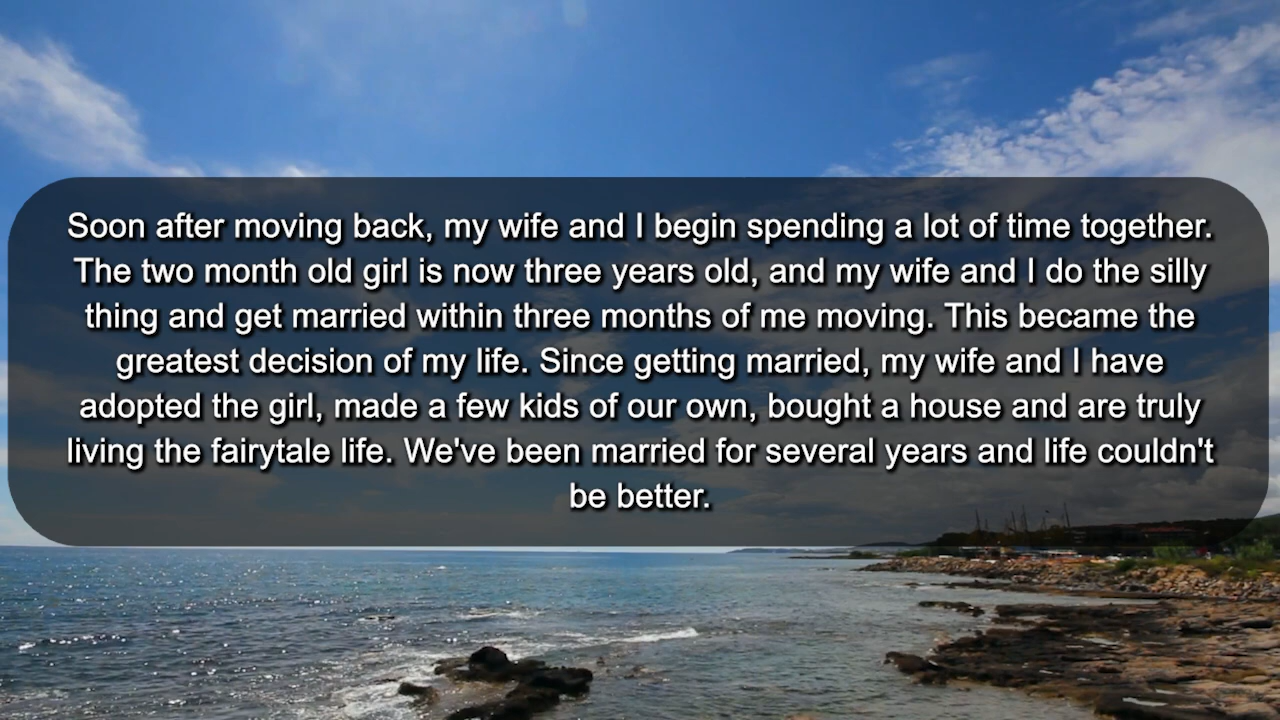 Soon after moving back, my wife and I begin spending a lot of time together.
The two month old girl is now three years old, and my wife and I do the silly
thing and get married within three months of me moving. This became the
greatest decision of my life. Since getting married, my wife and I have
adopted the girl, made a few kids of our own, bought a house and are truly
living the fairytale life. We've been married for several years and life couldn't
be better.